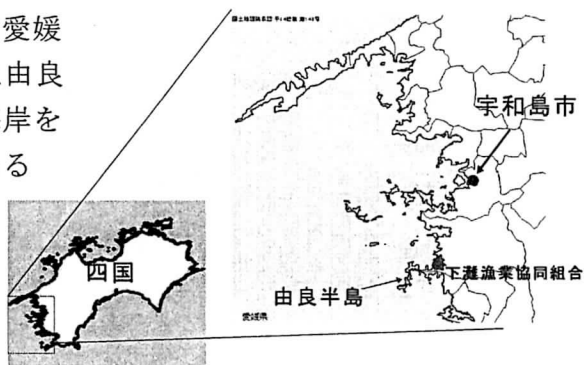 愛媛
由良
岸を
る
宇和島市
四国
下灘漁業協同組合
由良半島
愛媛県